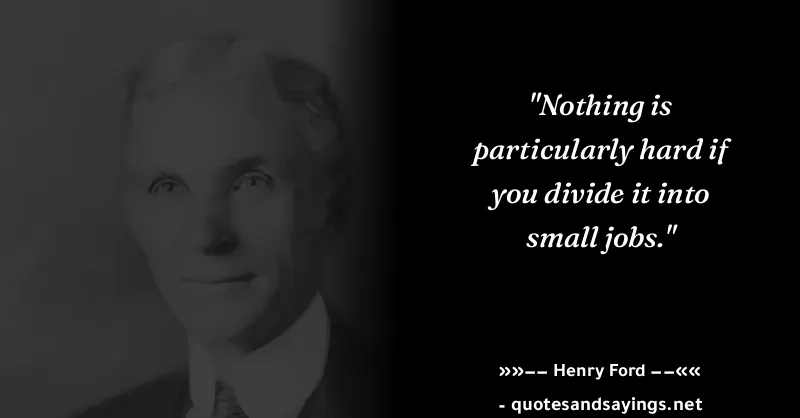 "Nothing is
particularly hard if
you divide it into
small jobs."
»»–– Henry Ford ––««
- quotesandsayings.net